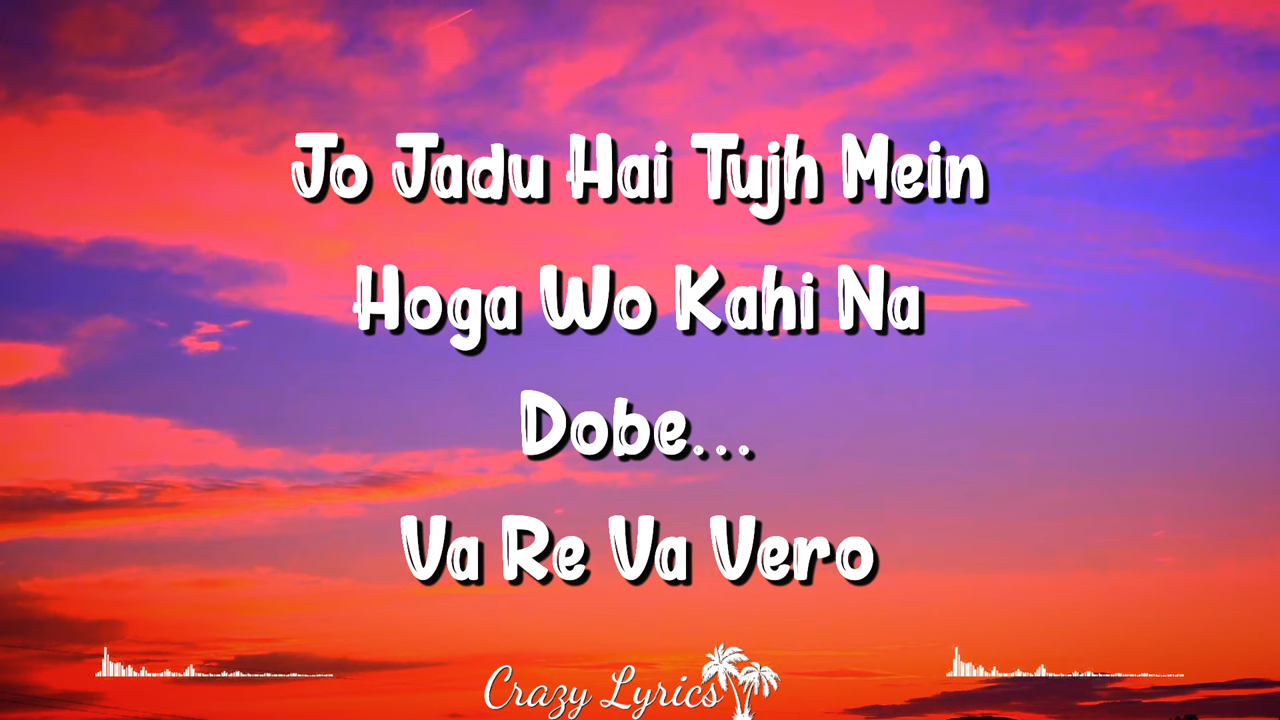 Jo Jadu Hai Tujh Mein
Hoga Wo Kahi Na
Dobe...
Va Re Va Vero
Crazy Lyrics